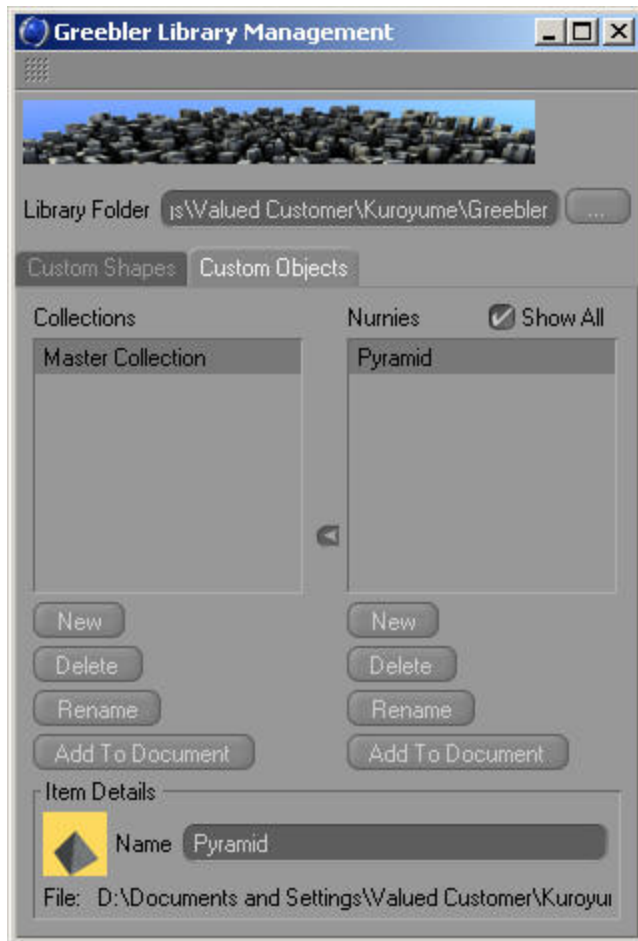 Greebler Library Management
Library Folder ıs\Valued Customer\Kuroyume\Greebler ...
Custom Shapes Custom Objects
Collections Nurnies Show All
Master Collection Pyramid
New New
Delete Delete
Rename Rename
Add To Document Add To Document
Item Details
Name Pyramid
File: D:\Documents and Settings\Valued Customer\Kuroyu